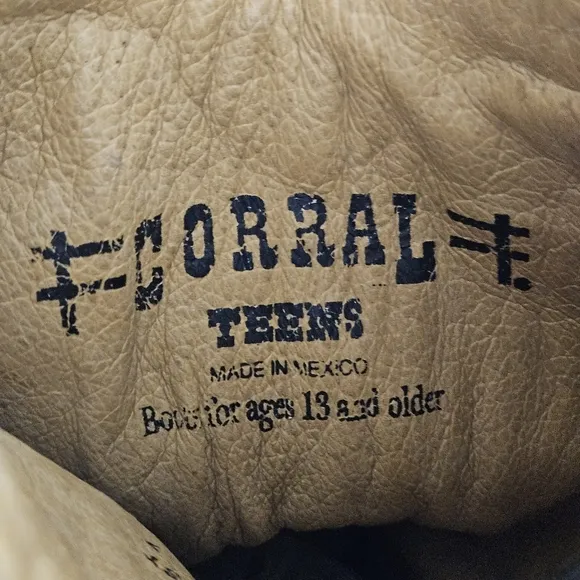 CORRAL
TEENS
MADE IN MEXICO
Boots for ages 13 and older